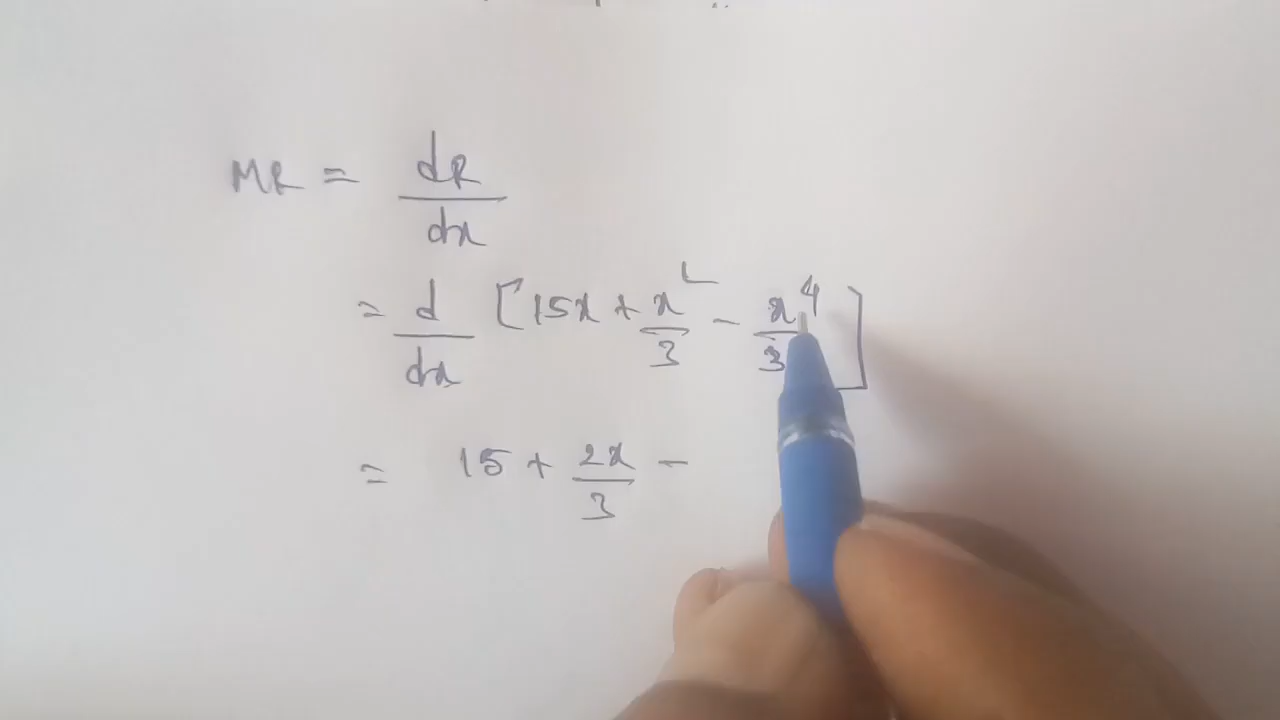 MR = dR/dx
= d/dx [15x + x²/3 - x⁴/3]
= 15 + 2x/3 -